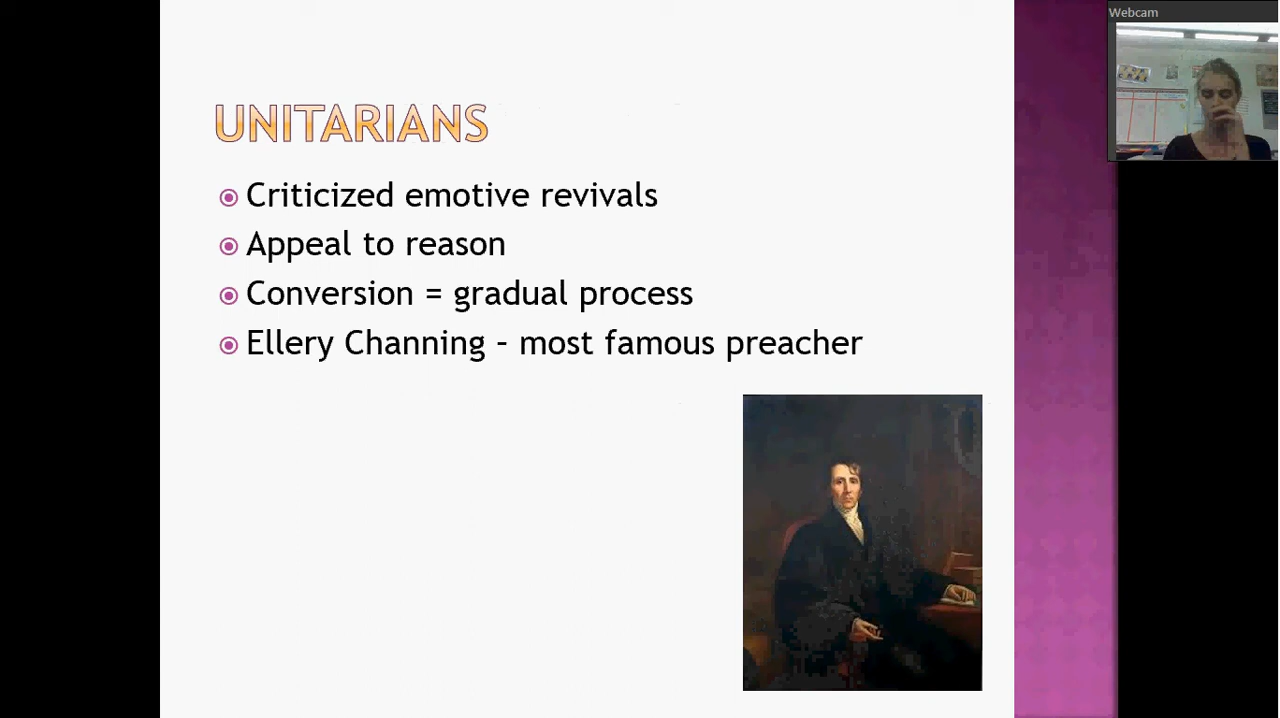 Webcam
UNITARIANS
Criticized emotive revivals
Appeal to reason
Conversion = gradual process
Ellery Channing – most famous preacher